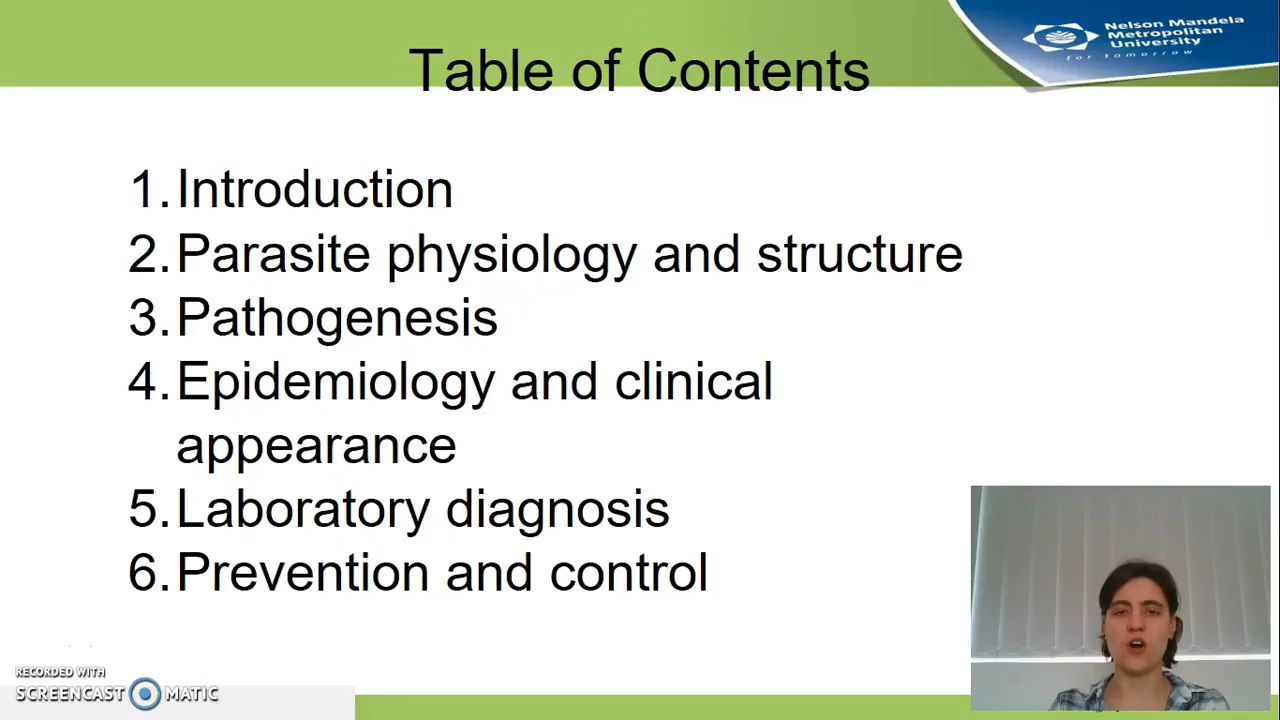 Nelson Mandela
Metropolitan
University
for tomorrow
Table of Contents
1. Introduction
2. Parasite physiology and structure
3. Pathogenesis
4. Epidemiology and clinical
appearance
5. Laboratory diagnosis
6. Prevention and control
RECORDED WITH
SCREENCAST MATIC